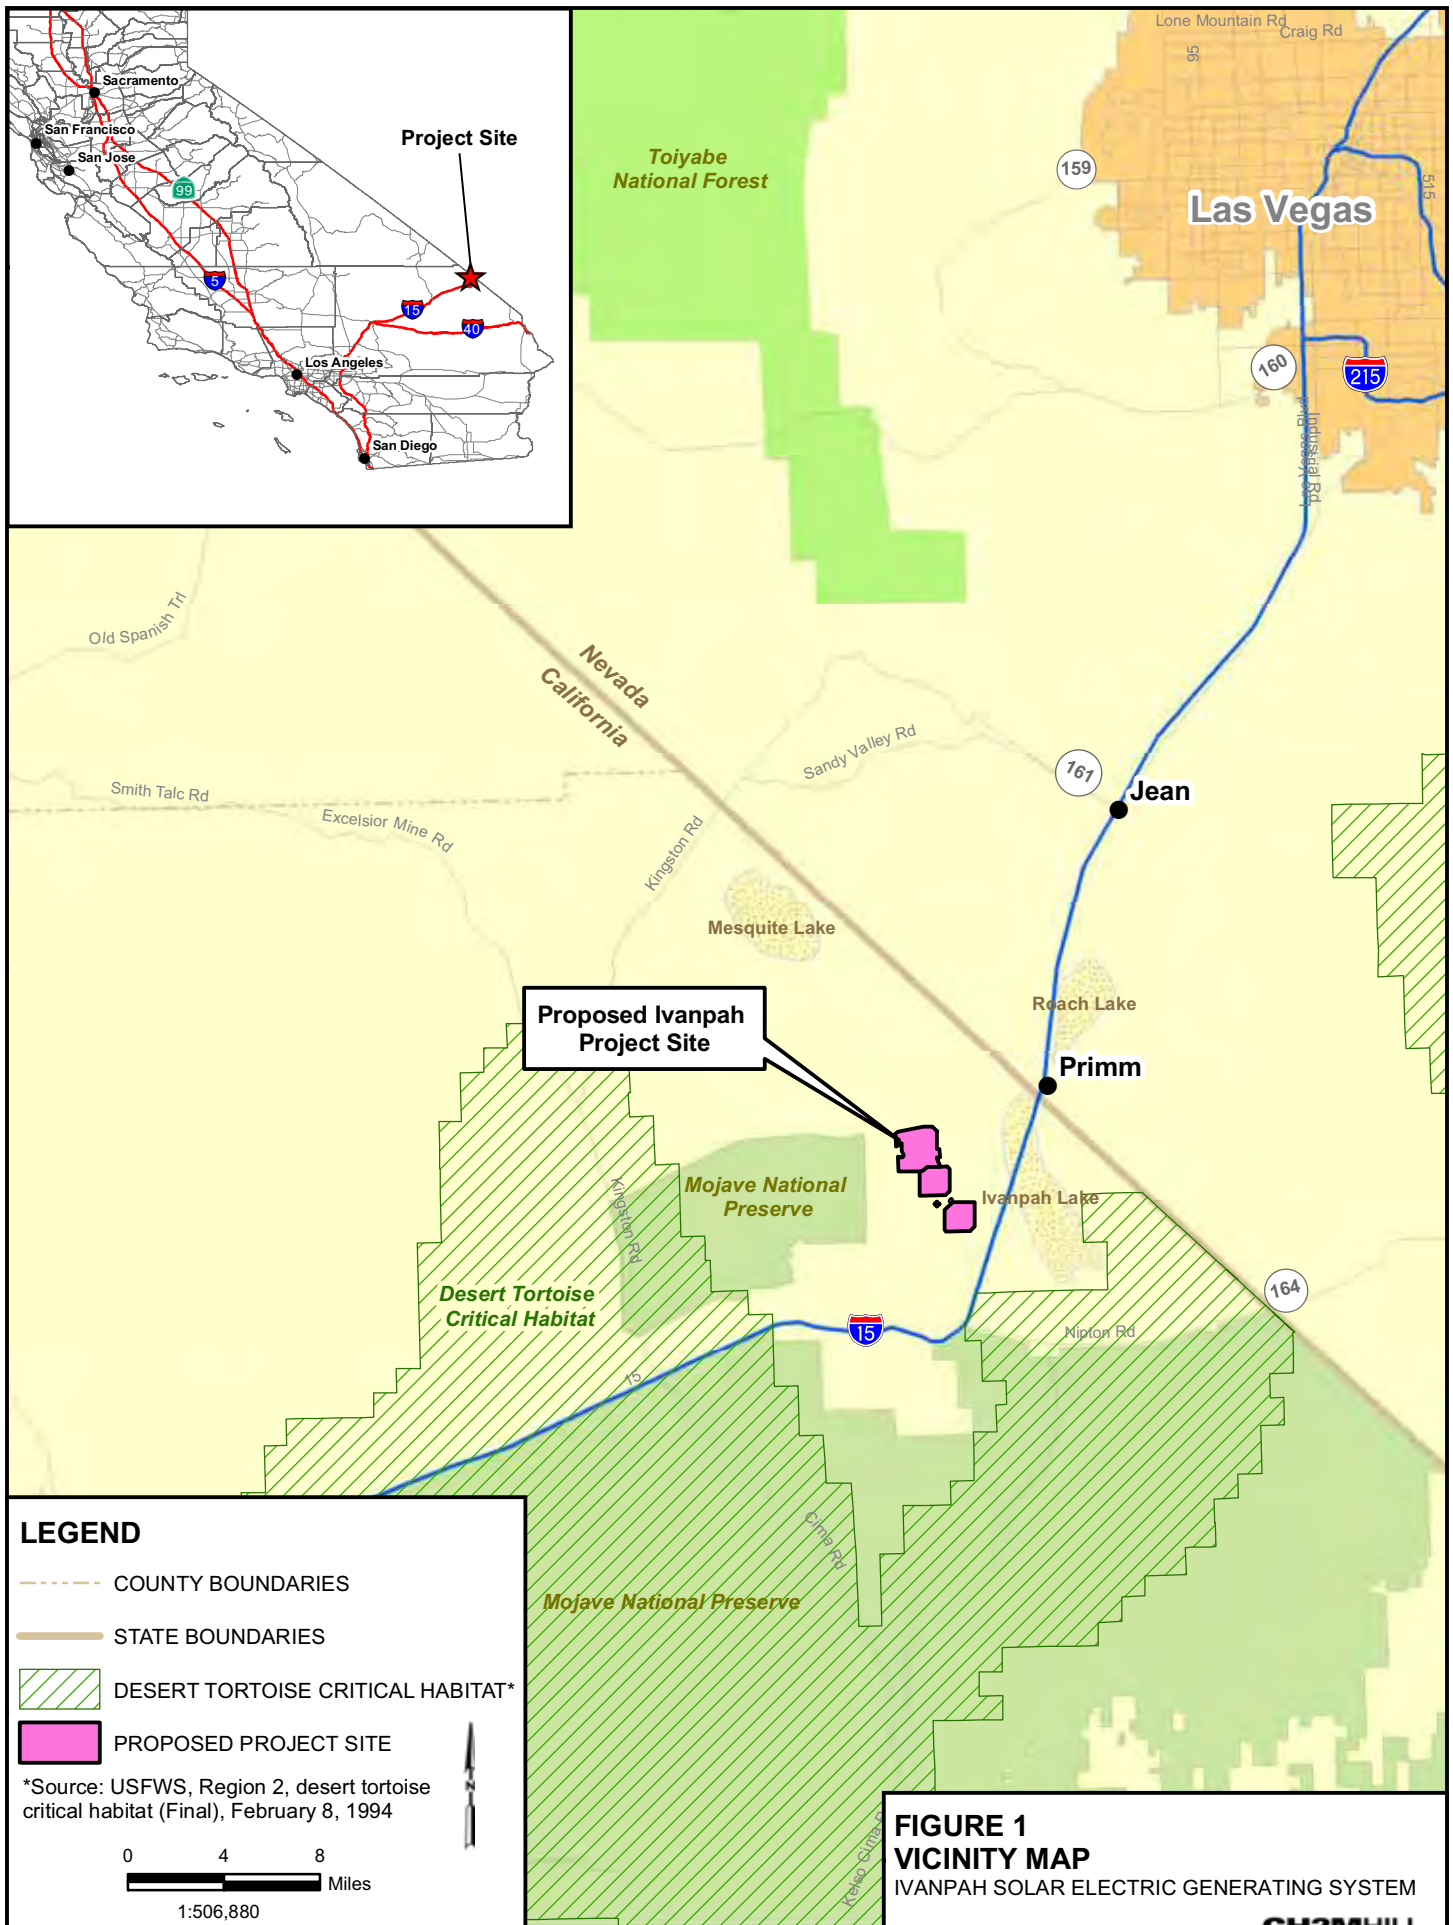 Sacramento
San Francisco
San Jose
99
Project Site
5
15
40
Los Angeles
San Diego
Toiyabe
National Forest
Lone Mountain Rd
Craig Rd
95
159
515
Las Vegas
160
215
Industrial Rd
Old Spanish Trl
Nevada
California
Sandy Valley Rd
161
Jean
Smith Talc Rd
Excelsior Mine Rd
Kingston Rd
Mesquite Lake
Roach Lake
Proposed Ivanpah
Project Site
Primm
Mojave National
Preserve
Ivanpah Lake
Kingston Rd
Desert Tortoise
Critical Habitat
164
15
Nipton Rd
15
Cima Rd
Mojave National Preserve
Kelso Cima
LEGEND
COUNTY BOUNDARIES
STATE BOUNDARIES
DESERT TORTOISE CRITICAL HABITAT*
PROPOSED PROJECT SITE
*Source: USFWS, Region 2, desert tortoise
critical habitat (Final), February 8, 1994
N
0 4 8
Miles
1:506,880
FIGURE 1
VICINITY MAP
IVANPAH SOLAR ELECTRIC GENERATING SYSTEM